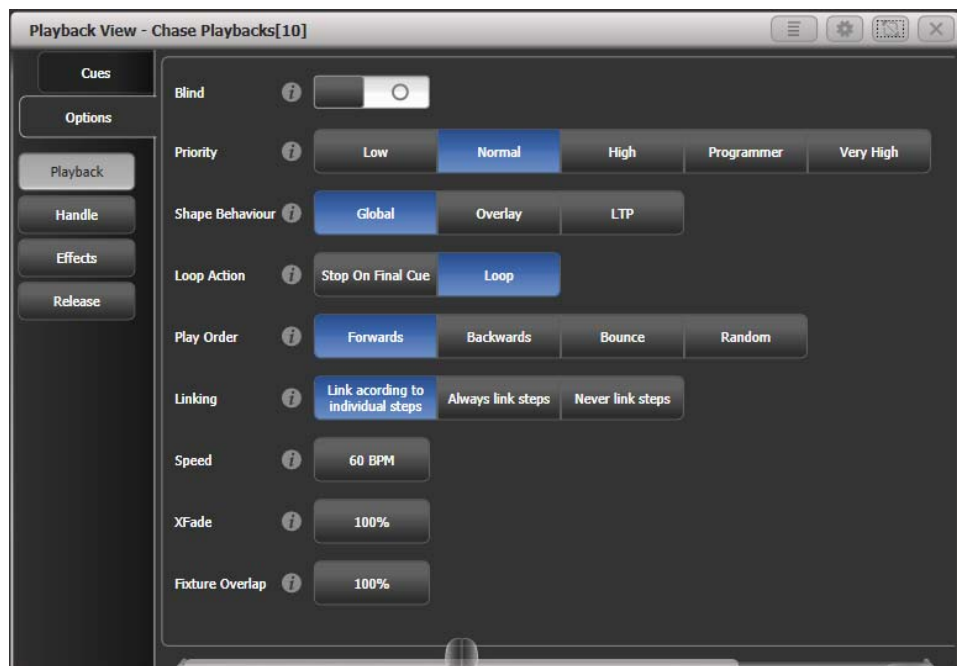 Playback View - Chase Playbacks[10]
Cues
Options
Playback
Handle
Effects
Release
Blind
Priority Low Normal High Programmer Very High
Shape Behaviour Global Overlay LTP
Loop Action Stop On Final Cue Loop
Play Order Forwards Backwards Bounce Random
Linking Link acording to individual steps Always link steps Never link steps
Speed 60 BPM
XFade 100%
Fixture Overlap 100%